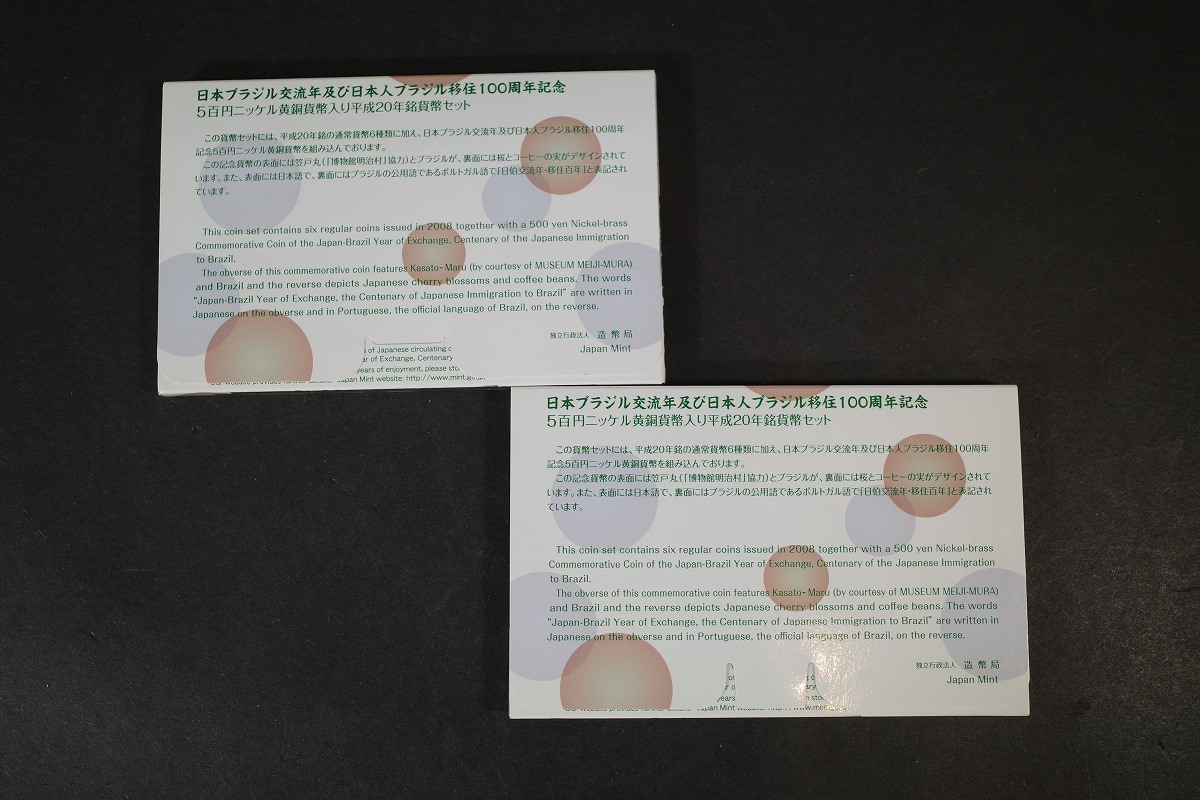 日本ブラジル交流年及び日本人ブラジル移住100周年記念
5百円ニッケル黄銅貨幣入り平成20年銘貨幣セット
この貨幣セットには、平成20年銘の通常貨幣6種類に加え、日本ブラジル交流年及び日本人ブラジル移住100周年
記念5百円ニッケル黄銅貨幣を組み込んでおります。
この記念貨幣の表面には笠戸丸(「博物館明治村」協力)とブラジルが、裏面には桜とコーヒーの実がデザインされて
います。また、表面には日本語で、裏面にはブラジルの公用語であるポルトガル語で「日伯交流年・移住百年」と表記され
ています。
This coin set contains six regular coins issued in 2008 together with a 500 yen Nickel-brass
Commemorative Coin of the Japan-Brazil Year of Exchange, Centenary of the Japanese Immigration
to Brazil.
The obverse of this commemorative coin features Kasato-Maru (by courtesy of MUSEUM MEIJI-MURA)
and Brazil and the reverse depicts Japanese cherry blossoms and coffee beans. The words
"Japan-Brazil Year of Exchange, the Centenary of Japanese Immigration to Brazil" are written in
Japanese on the obverse and in Portuguese, the official language of Brazil, on the reverse.
独立行政法人 造幣局
Japan Mint
of Japanese circulating
of Exchange, Centenary
years of enjoyment, please
Japan Mint website: http://www.mint.go
日本ブラジル交流年及び日本人ブラジル移住100周年記念
5百円ニッケル黄銅貨幣入り平成20年銘貨幣セット
この貨幣セットには、平成20年銘の通常貨幣6種類に加え、日本ブラジル交流年及び日本人ブラジル移住100周年
記念5百円ニッケル黄銅貨幣を組み込んでおります。
この記念貨幣の表面には笠戸丸(「博物館明治村」協力)とブラジルが、裏面には桜とコーヒーの実がデザインされて
います。また、表面には日本語で、裏面にはブラジルの公用語であるポルトガル語で「日伯交流年・移住百年」と表記され
ています。
This coin set contains six regular coins issued in 2008 together with a 500 yen Nickel-brass
Commemorative Coin of the Japan-Brazil Year of Exchange, Centenary of the Japanese Immigration
to Brazil.
The obverse of this commemorative coin features Kasato-Maru (by courtesy of MUSEUM MEIJI-MURA)
and Brazil and the reverse depicts Japanese cherry blossoms and coffee beans. The words
"Japan-Brazil Year of Exchange, the Centenary of Japanese Immigration to Brazil" are written in
Japanese on the obverse and in Portuguese, the official language of Brazil, on the reverse.
独立行政法人 造幣局
Japan Mint
Japan Mint